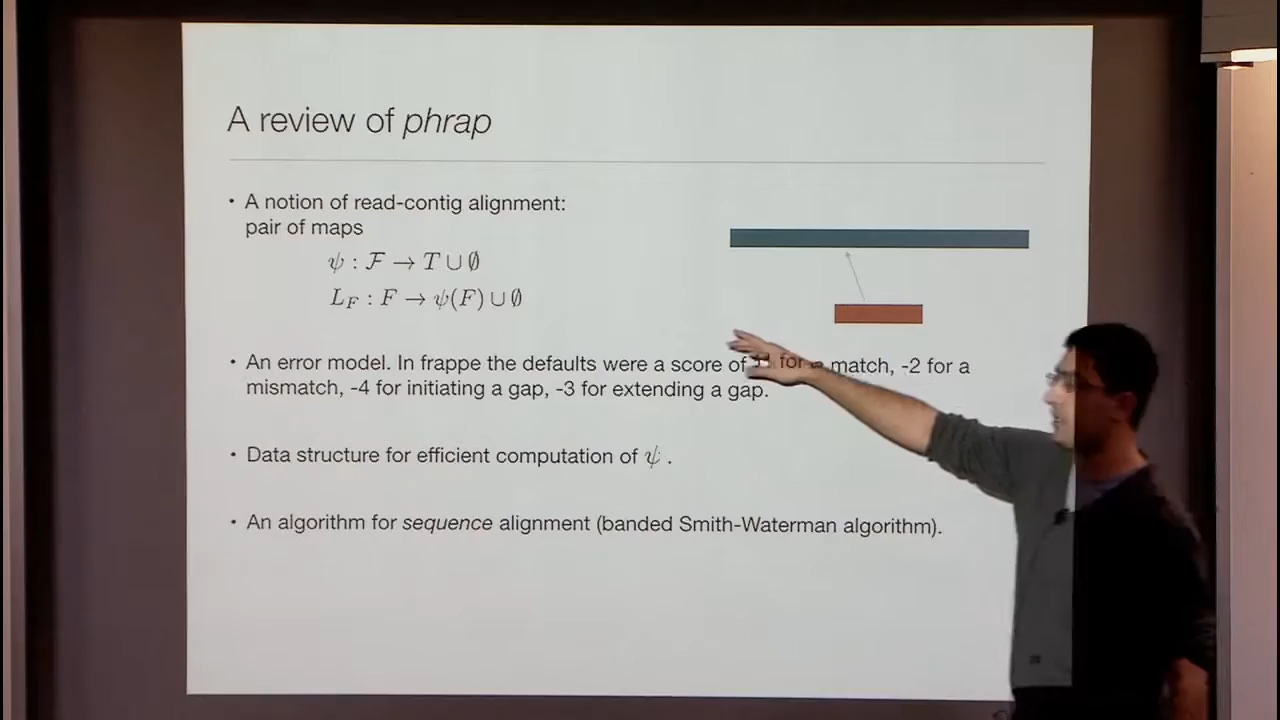 A review of phrap
• A notion of read-contig alignment:
pair of maps
ψ : ℱ → T ∪ ∅
L_F : F → ψ(F) ∪ ∅
• An error model. In frappe the defaults were a score of for match, -2 for a
mismatch, -4 for initiating a gap, -3 for extending a gap.
• Data structure for efficient computation of ψ .
• An algorithm for sequence alignment (banded Smith-Waterman algorithm).